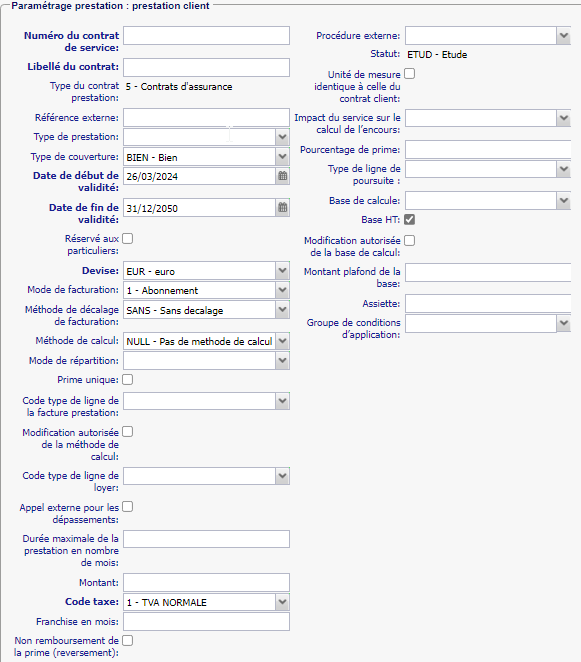 Paramétrage prestation : prestation client
Numéro du contrat
de service:
Libellé du contrat:
Type du contrat
prestation:
5 - Contrats d'assurance
Référence externe:
Type de prestation:
Type de couverture:
BIEN - Bien
Date de début de
validité:
26/03/2024
Date de fin de
validité:
31/12/2050
Réservé aux
particuliers:
Devise:
EUR - euro
Mode de facturation:
1 - Abonnement
Méthode de décalage
de facturation:
SANS - Sans decalage
Méthode de calcul:
NULL - Pas de methode de calcul
Mode de répartition:
Prime unique:
Code type de ligne de
la facture prestation:
Modification autorisée
de la méthode de
calcul:
Code type de ligne de
loyer:
Appel externe pour les
dépassements:
Durée maximale de la
prestation en nombre
de mois:
Montant:
Code taxe:
1 - TVA NORMALE
Franchise en mois:
Non remboursement de
la prime (reversement):
Procédure externe:
Statut:
ETUD - Etude
Unité de mesure
identique à celle du
contrat client:
Impact du service sur le
calcul de l'encours:
Pourcentage de prime:
Type de ligne de
poursuite :
Base de calcule:
Base HT:
Modification autorisée
de la base de calcul:
Montant plafond de la
base:
Assiette:
Groupe de conditions
d'application: